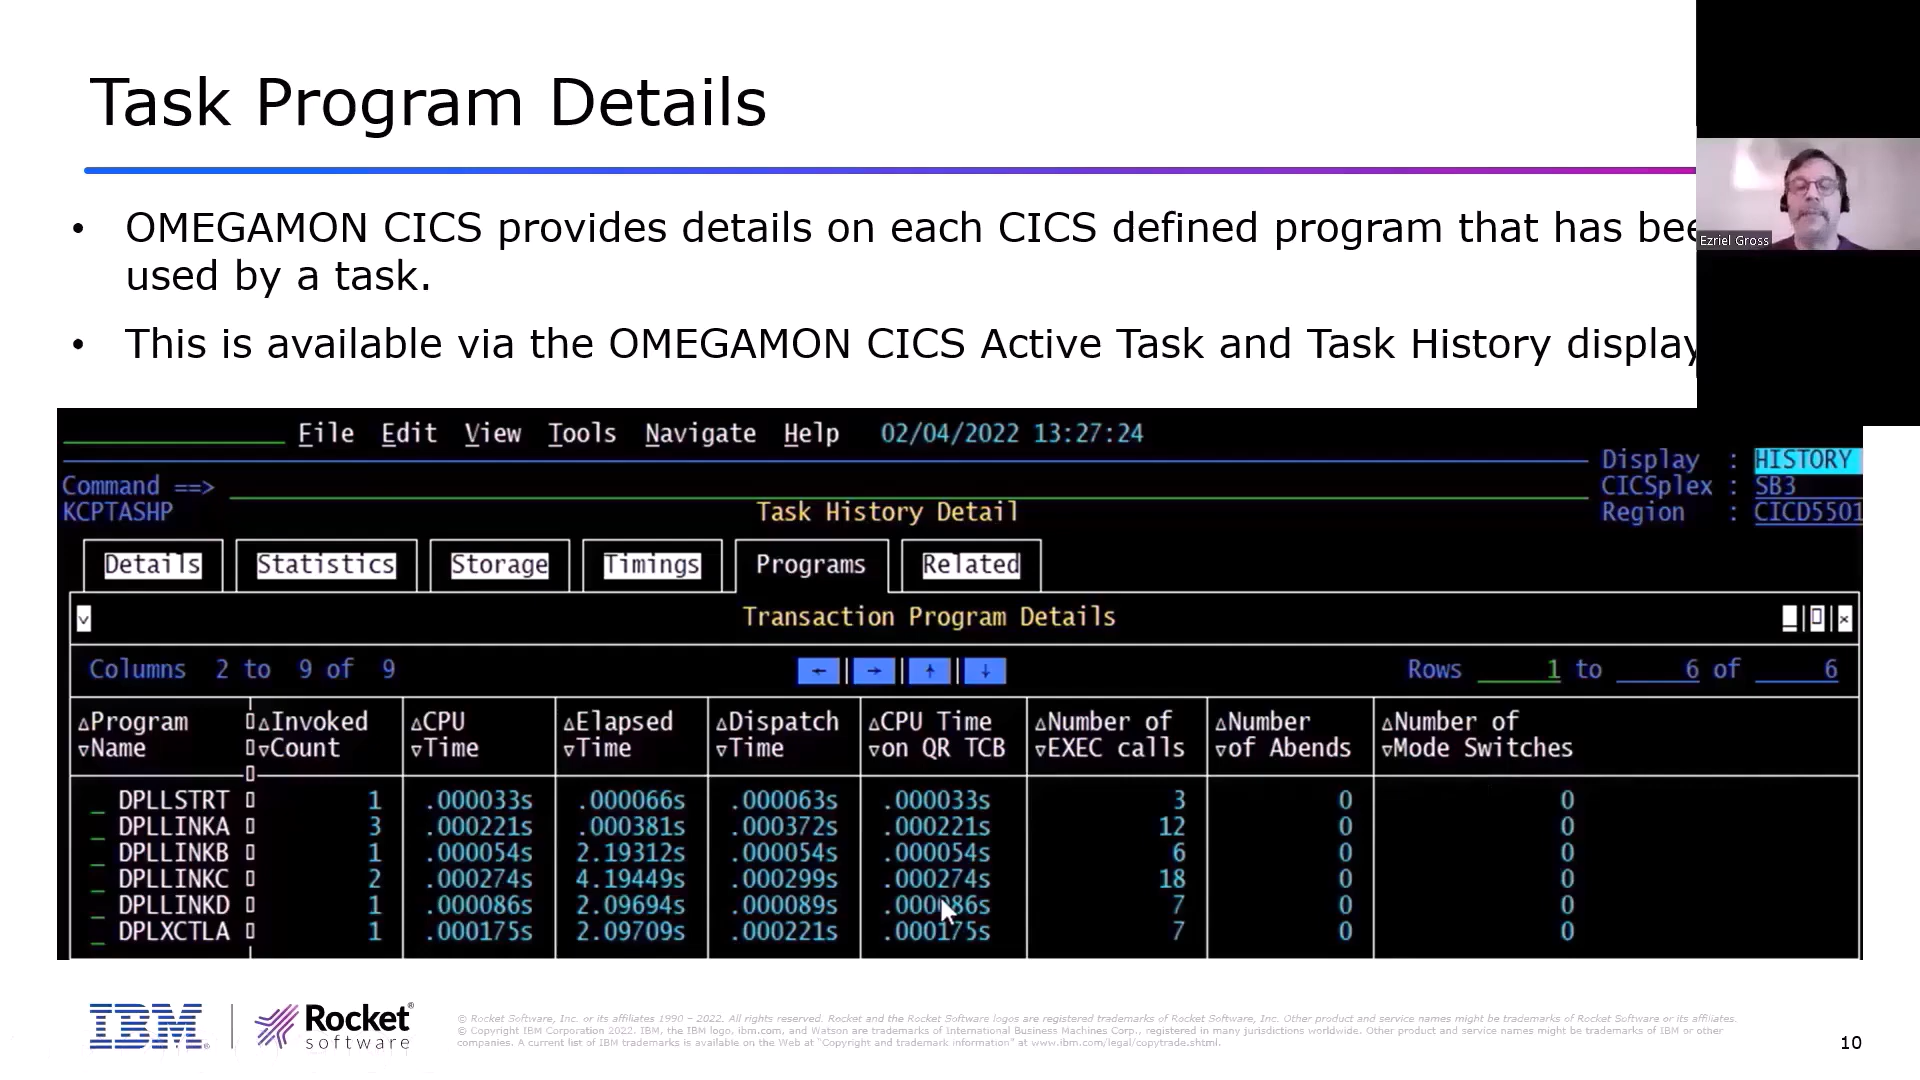 Task Program Details
• OMEGAMON CICS provides details on each CICS defined program that has bee
used by a task.
• This is available via the OMEGAMON CICS Active Task and Task History display
Ezriel Gross
File Edit View Tools Navigate Help 02/04/2022 13:27:24
Display : HISTORY
Command ==> CICSplex : SB3
KCPTASHP Task History Detail Region : CICD5501
Details Statistics Storage Timings Programs Related
Transaction Program Details
Columns 2 to 9 of 9 ← → ↑ ↓ Rows 1 to 6 of 6
△Program △Invoked △CPU △Elapsed △Dispatch △CPU Time △Number of △Number △Number of
▽Name ▽Count ▽Time ▽Time ▽Time ▽on QR TCB ▽EXEC calls ▽of Abends ▽Mode Switches
_ DPLLSTRT 1 .000033s .000066s .000063s .000033s 3 0 0
_ DPLLINKA 3 .000221s .000381s .000372s .000221s 12 0 0
_ DPLLINKB 1 .000054s 2.19312s .000054s .000054s 6 0 0
_ DPLLINKC 2 .000274s 4.19449s .000299s .000274s 18 0 0
_ DPLLINKD 1 .000086s 2.09694s .000089s .000086s 7 0 0
_ DPLXCTLA 1 .000175s 2.09709s .000221s .000175s 7 0 0
IBM® Rocket® software
© Rocket Software, Inc. or its affiliates 1990 – 2022. All rights reserved. Rocket and the Rocket Software logos are registered trademarks of Rocket Software, Inc. Other product and service names might be trademarks of Rocket Software or its affiliates.
© Copyright IBM Corporation 2022. IBM, the IBM logo, ibm.com, and Watson are trademarks of International Business Machines Corp., registered in many jurisdictions worldwide. Other product and service names might be trademarks of IBM or other
companies. A current list of IBM trademarks is available on the Web at "Copyright and trademark information" at www.ibm.com/legal/copytrade.shtml.
10